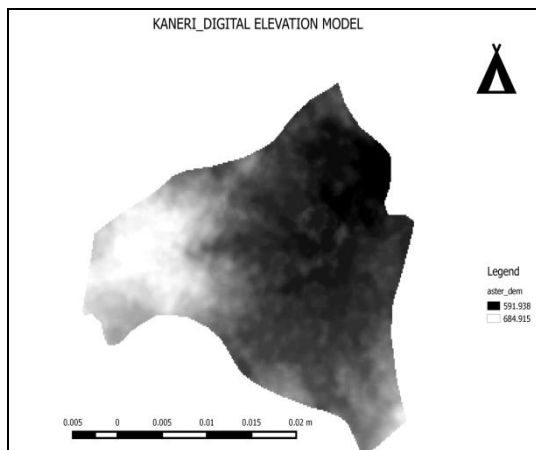 KANERI_DIGITAL ELEVATION MODEL
Legend
aster_dem
591.938
684.915
0.005 0 0.005 0.01 0.015 0.02 m